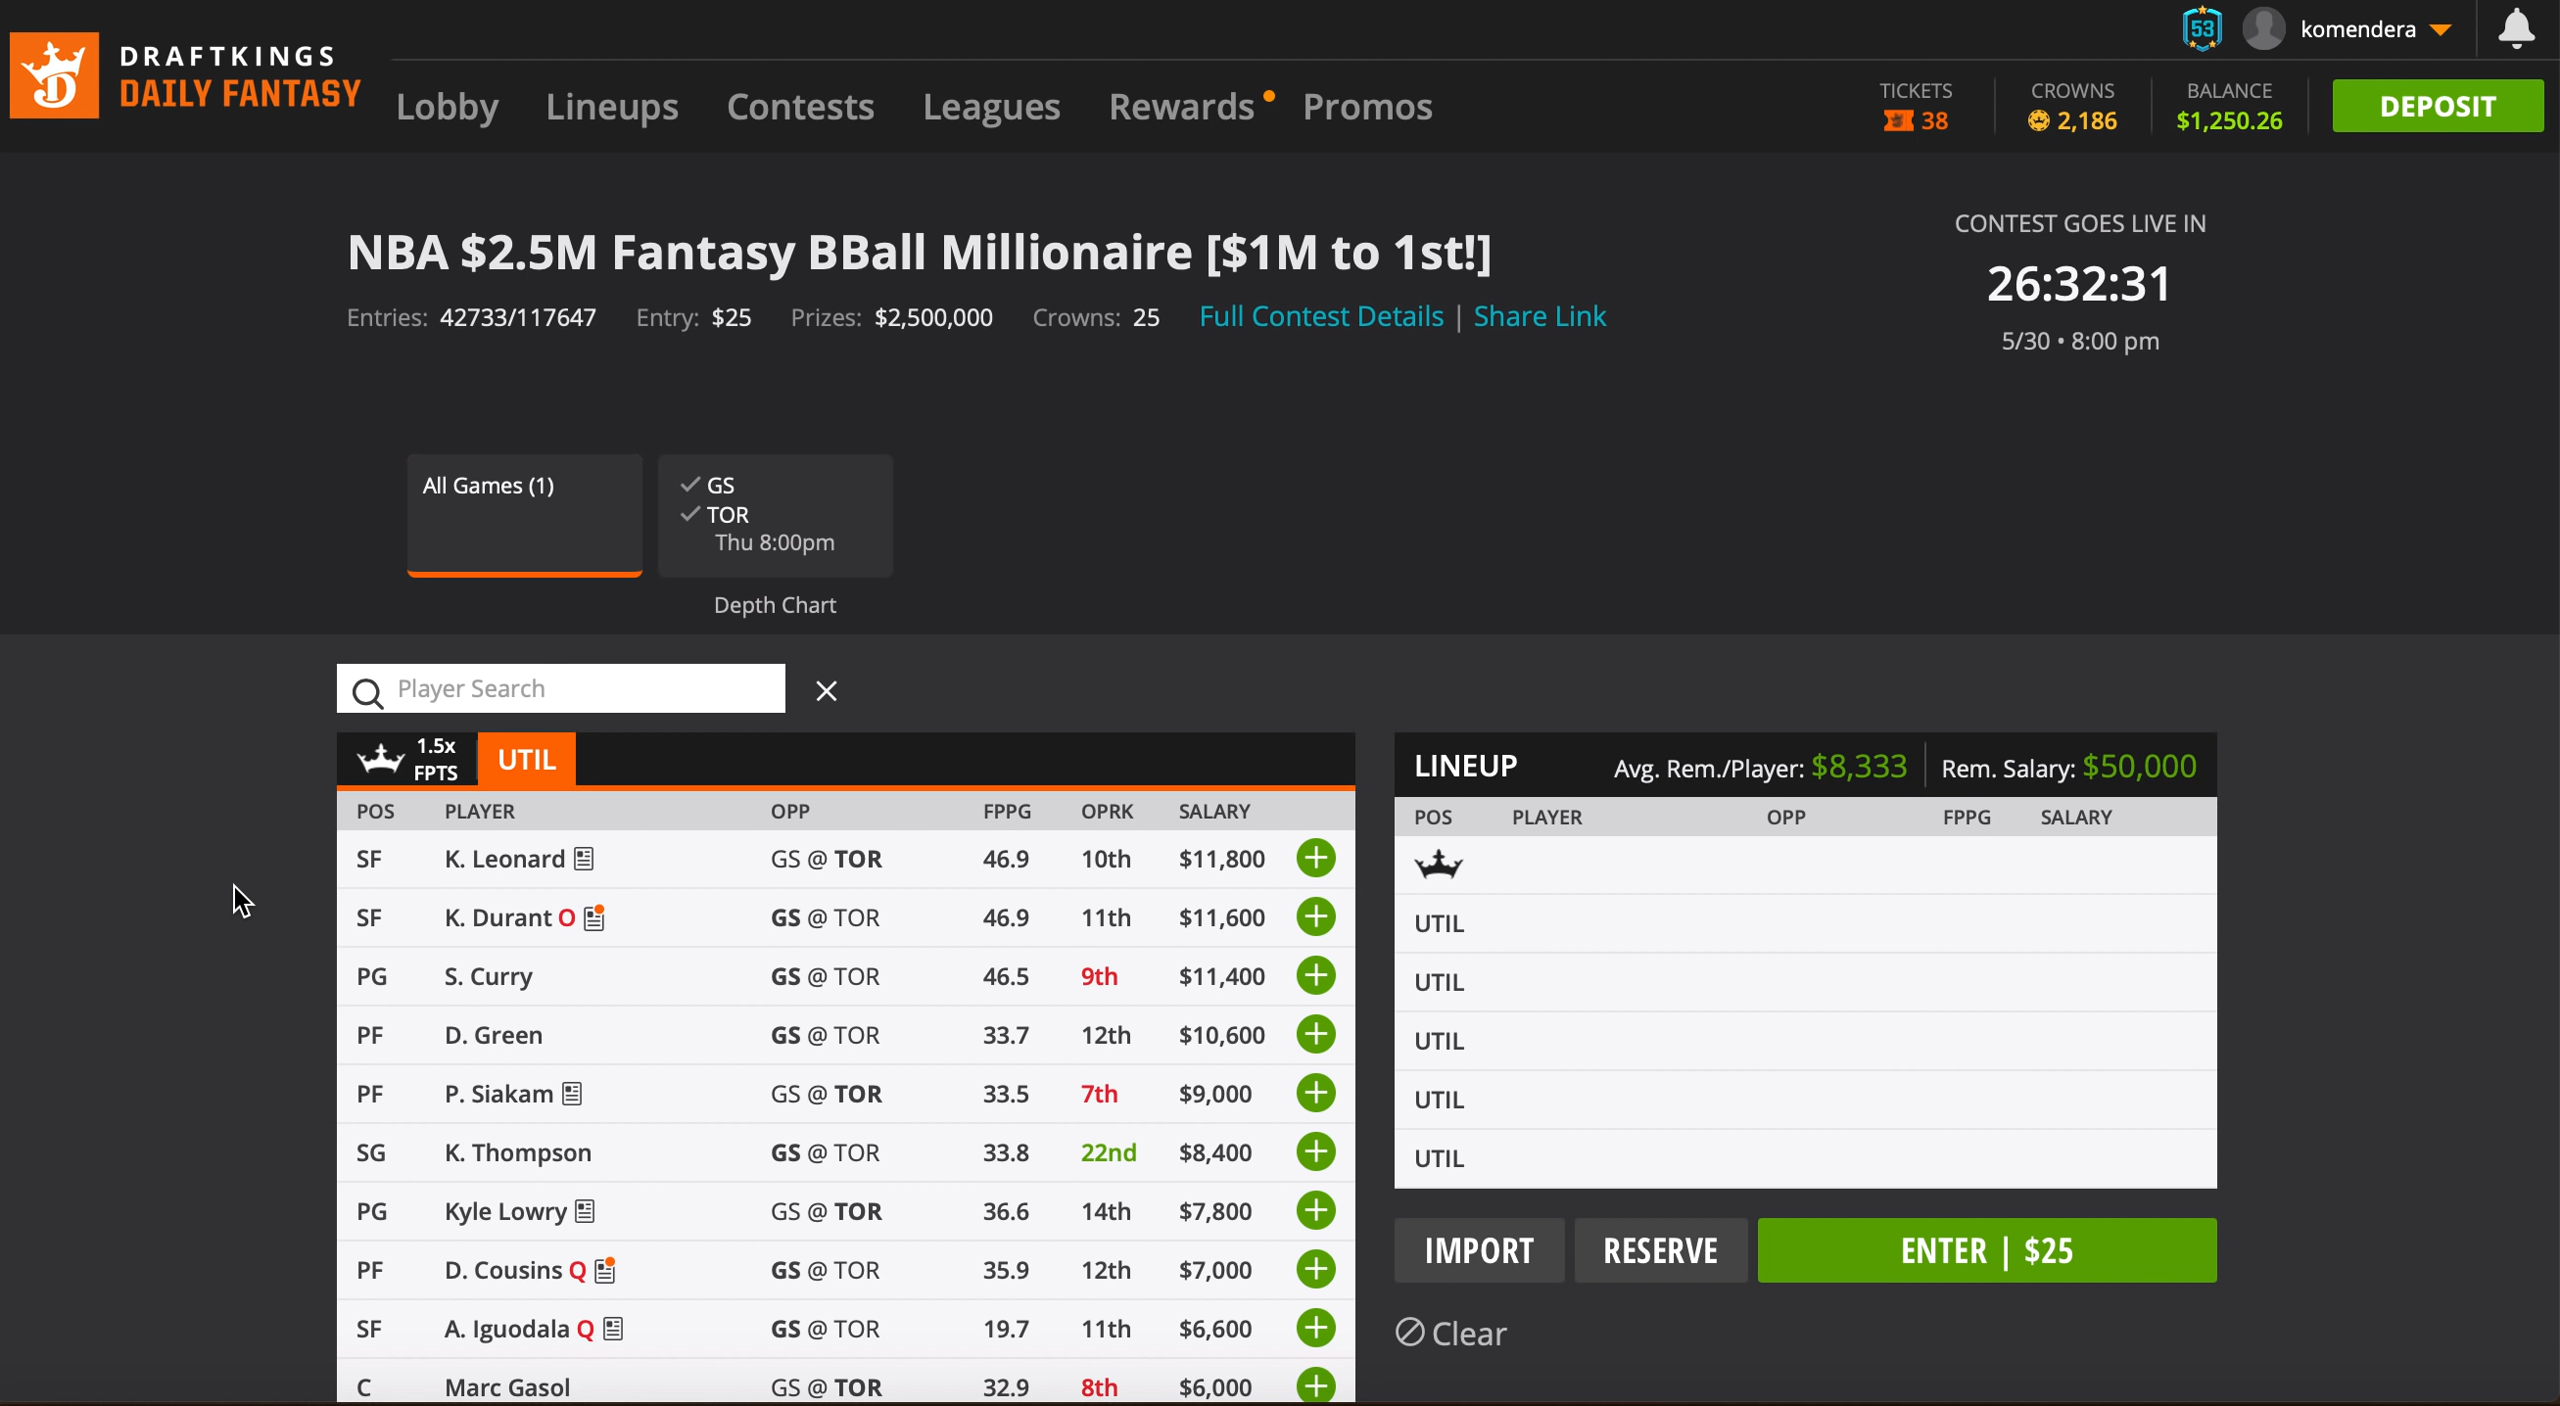 53 komendera
DRAFTKINGS
DAILY FANTASY
Lobby Lineups Contests Leagues Rewards Promos
TICKETS CROWNS BALANCE
38 2,186 $1,250.26
DEPOSIT
NBA $2.5M Fantasy BBall Millionaire [$1M to 1st!]
Entries: 42733/117647 Entry: $25 Prizes: $2,500,000 Crowns: 25 Full Contest Details | Share Link
CONTEST GOES LIVE IN
26:32:31
5/30 • 8:00 pm
All Games (1)
GS
TOR
Thu 8:00pm
Depth Chart
Player Search
1.5x
FPTS
UTIL
POS PLAYER OPP FPPG OPRK SALARY
SF K. Leonard GS @ TOR 46.9 10th $11,800
SF K. Durant O GS @ TOR 46.9 11th $11,600
PG S. Curry GS @ TOR 46.5 9th $11,400
PF D. Green GS @ TOR 33.7 12th $10,600
PF P. Siakam GS @ TOR 33.5 7th $9,000
SG K. Thompson GS @ TOR 33.8 22nd $8,400
PG Kyle Lowry GS @ TOR 36.6 14th $7,800
PF D. Cousins Q GS @ TOR 35.9 12th $7,000
SF A. Iguodala Q GS @ TOR 19.7 11th $6,600
C Marc Gasol GS @ TOR 32.9 8th $6,000
LINEUP Avg. Rem./Player: $8,333 Rem. Salary: $50,000
POS PLAYER OPP FPPG SALARY
UTIL
UTIL
UTIL
UTIL
UTIL
IMPORT RESERVE ENTER | $25
Clear